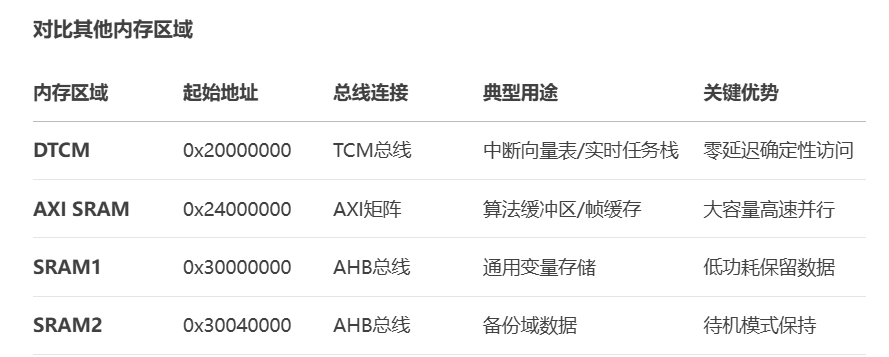 对比其他内存区域
内存区域 起始地址 总线连接 典型用途 关键优势
DTCM 0x20000000 TCM总线 中断向量表/实时任务栈 零延迟确定性访问
AXI SRAM 0x24000000 AXI矩阵 算法缓冲区/帧缓存 大容量高速并行
SRAM1 0x30000000 AHB总线 通用变量存储 低功耗保留数据
SRAM2 0x30040000 AHB总线 备份域数据 待机模式保持